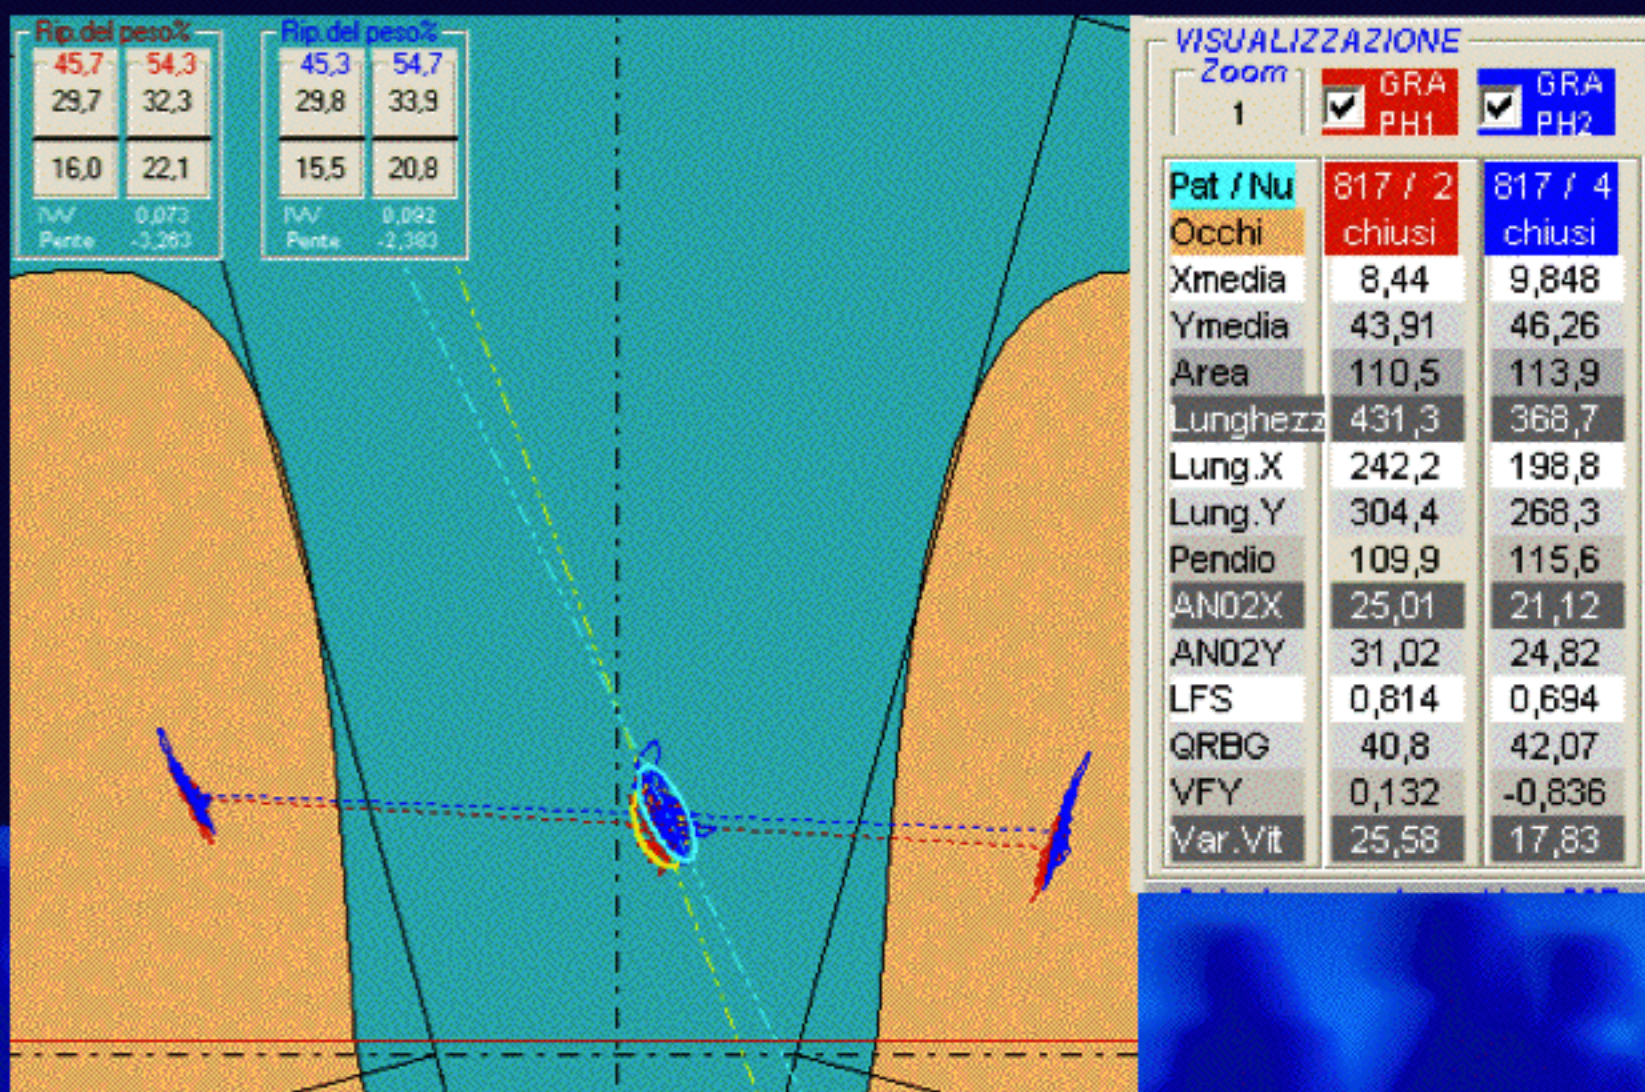 Rip.del peso%
45,7 54,3
29,7 32,3
16,0 22,1
IVV 0,073
Pente -3,263
Rip.del peso%
45,3 54,7
29,8 33,9
15,5 20,8
IVV 0,092
Pente -2,383
VISUALIZZAZIONE
Zoom
1
GRA
PH1
GRA
PH2
Pat / Nu 817 / 2 817 / 4
Occhi chiusi chiusi
Xmedia 8,44 9,848
Ymedia 43,91 46,26
Area 110,5 113,9
Lunghezz 431,3 368,7
Lung.X 242,2 198,8
Lung.Y 304,4 268,3
Pendio 109,9 115,6
AN02X 25,01 21,12
AN02Y 31,02 24,82
LFS 0,814 0,694
QRBG 40,8 42,07
VFY 0,132 -0,836
Var.Vit 25,58 17,83